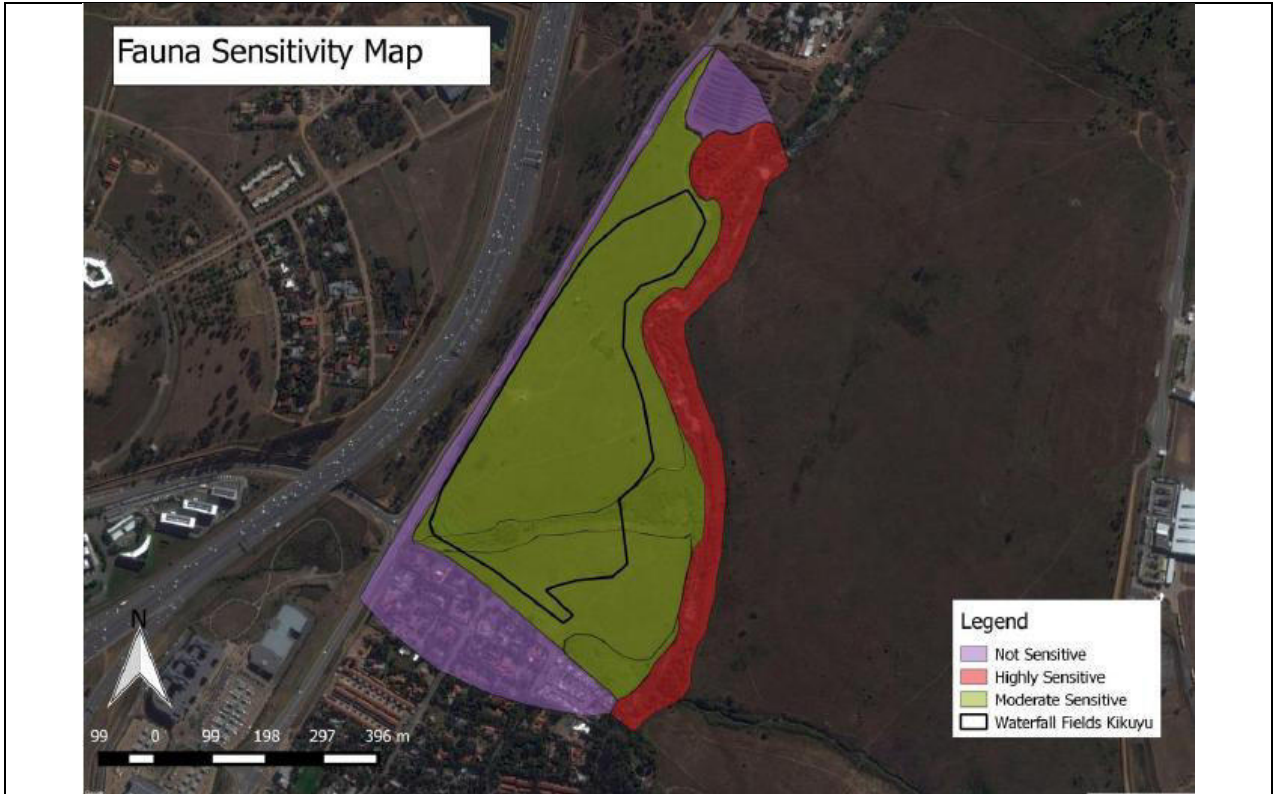 Fauna Sensitivity Map
Legend
Not Sensitive
Highly Sensitive
Moderate Sensitive
Waterfall Fields Kikuyu
N
99 0 99 198 297 396 m